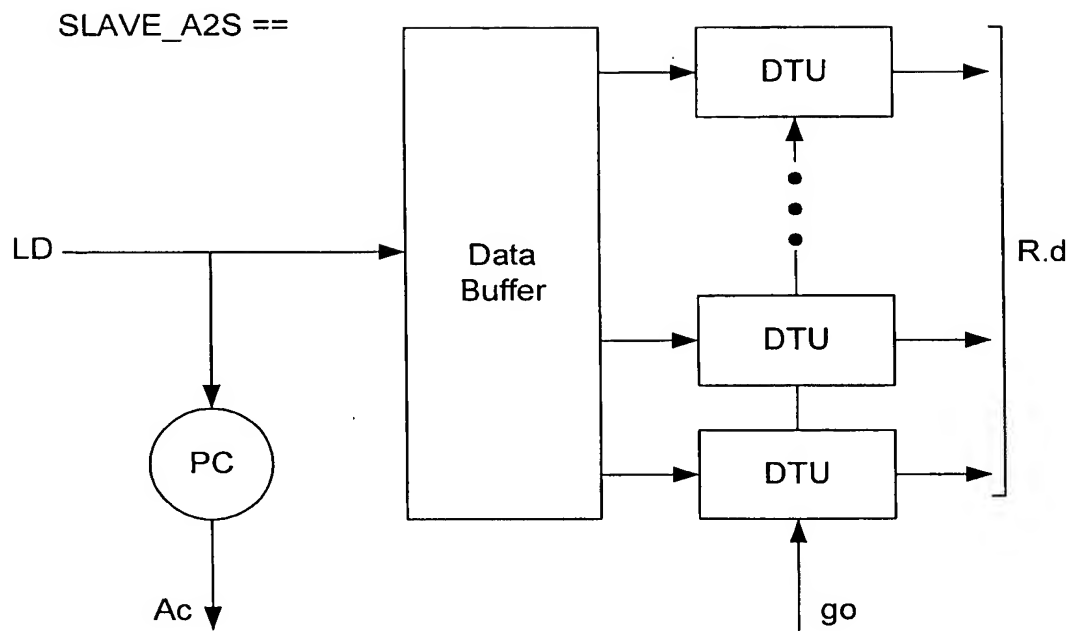 SLAVE_A2S ==
DTU
LD
Data
Buffer
R.d
DTU
PC
DTU
Ac
go